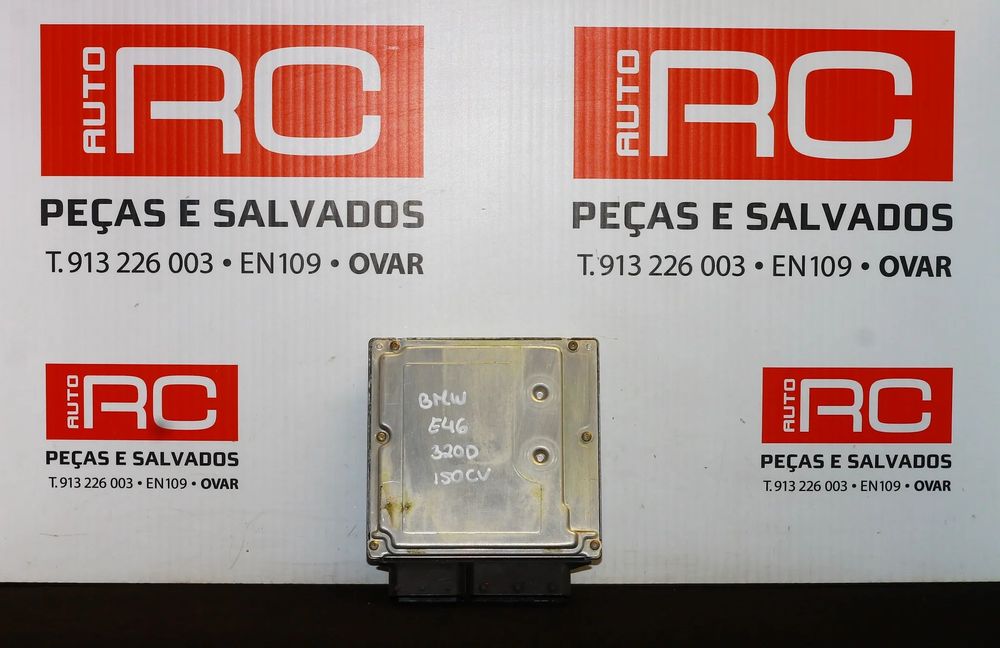 AUTO RC
PEÇAS E SALVADOS
T. 913 226 003 • EN109 • OVAR
AUTO RC
PEÇAS E SALVADOS
T. 913 226 003 • EN109 • OVAR
AUTO RC
PEÇAS E SALVADOS
T. 913 226 003 • EN109 • OVAR
BMW
E46
320D
150CV
AUTO RC
PEÇAS E SALVADOS
T. 913 226 003 • EN109 • OVAR